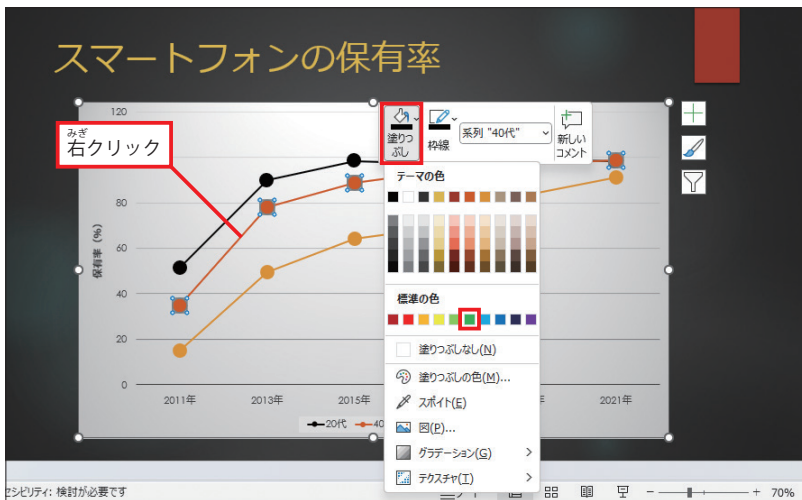 スマートフォンの保有率
みぎ
右クリック
保有率 (%)
120
80
60
40
20
0
2011年
2013年
2015年
2021年
20代
40
塗りつ
ぶし
枠線
系列 "40代"
新しい
コメント
テーマの色
標準の色
塗りつぶしなし(N)
塗りつぶしの色(M)...
スポイト(E)
図(P)...
グラデーション(G)
テクスチャ(T)
セシビリティ: 検討が必要です
70%